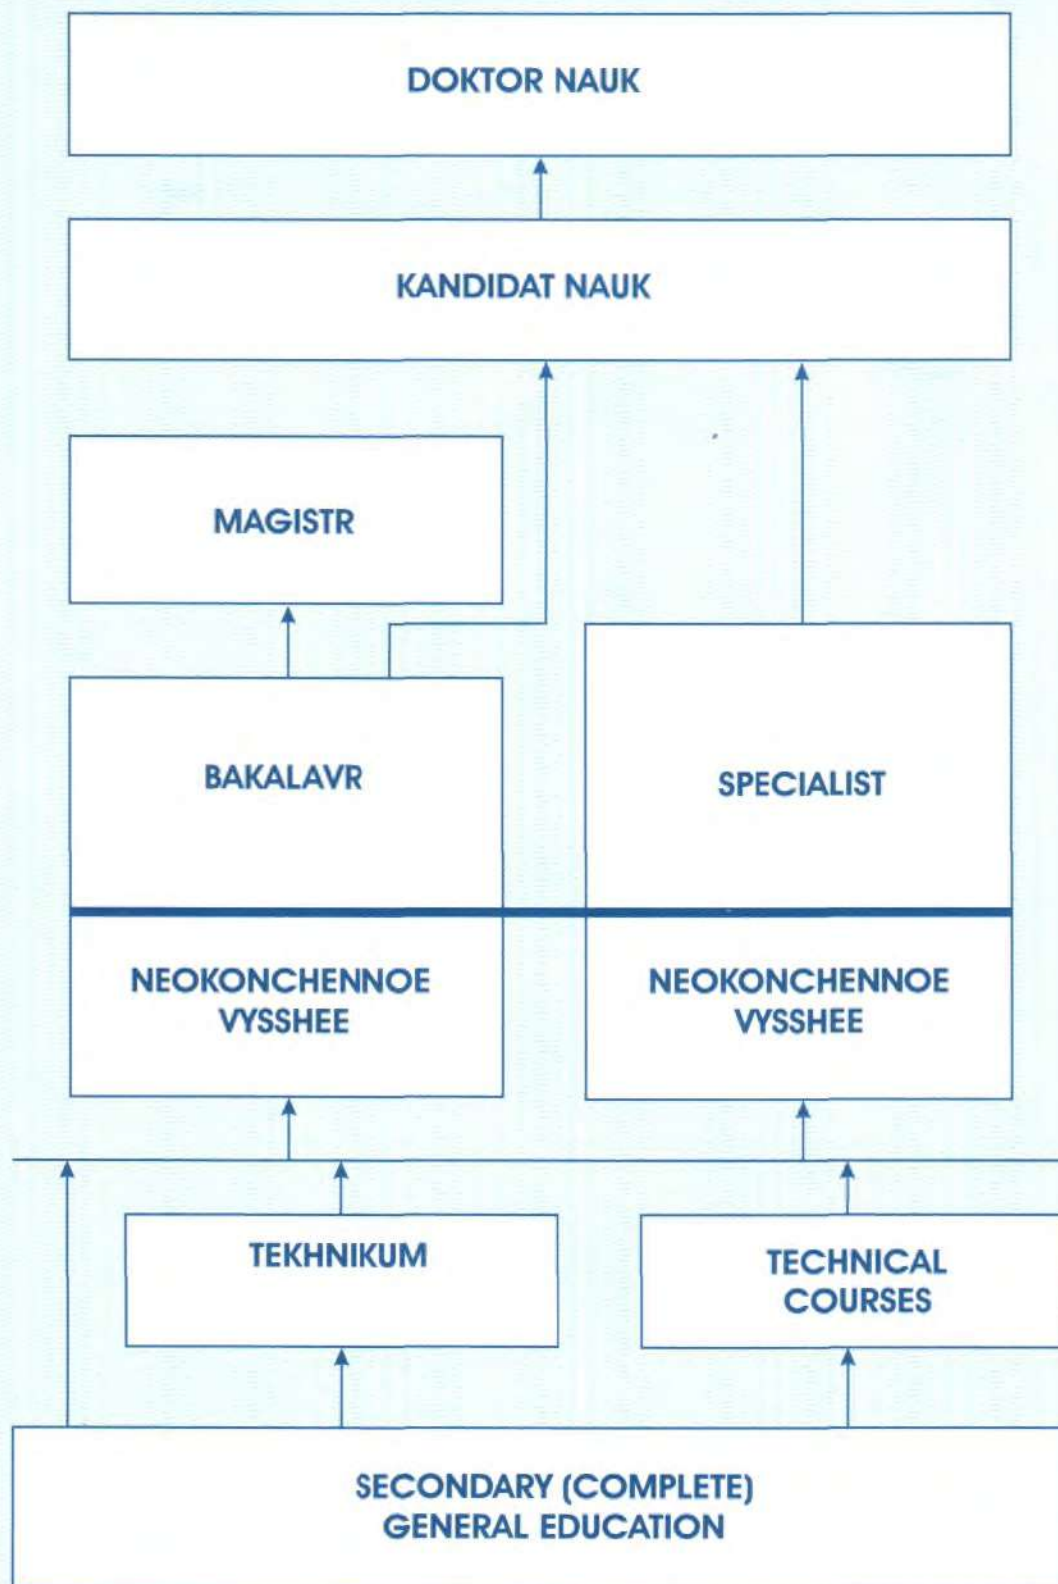 DOKTOR NAUK
KANDIDAT NAUK
MAGISTR
BAKALAVR
SPECIALIST
NEOKONCHENNOE
VYSSHEE
NEOKONCHENNOE
VYSSHEE
TEKHNIKUM
TECHNICAL
COURSES
SECONDARY (COMPLETE)
GENERAL EDUCATION